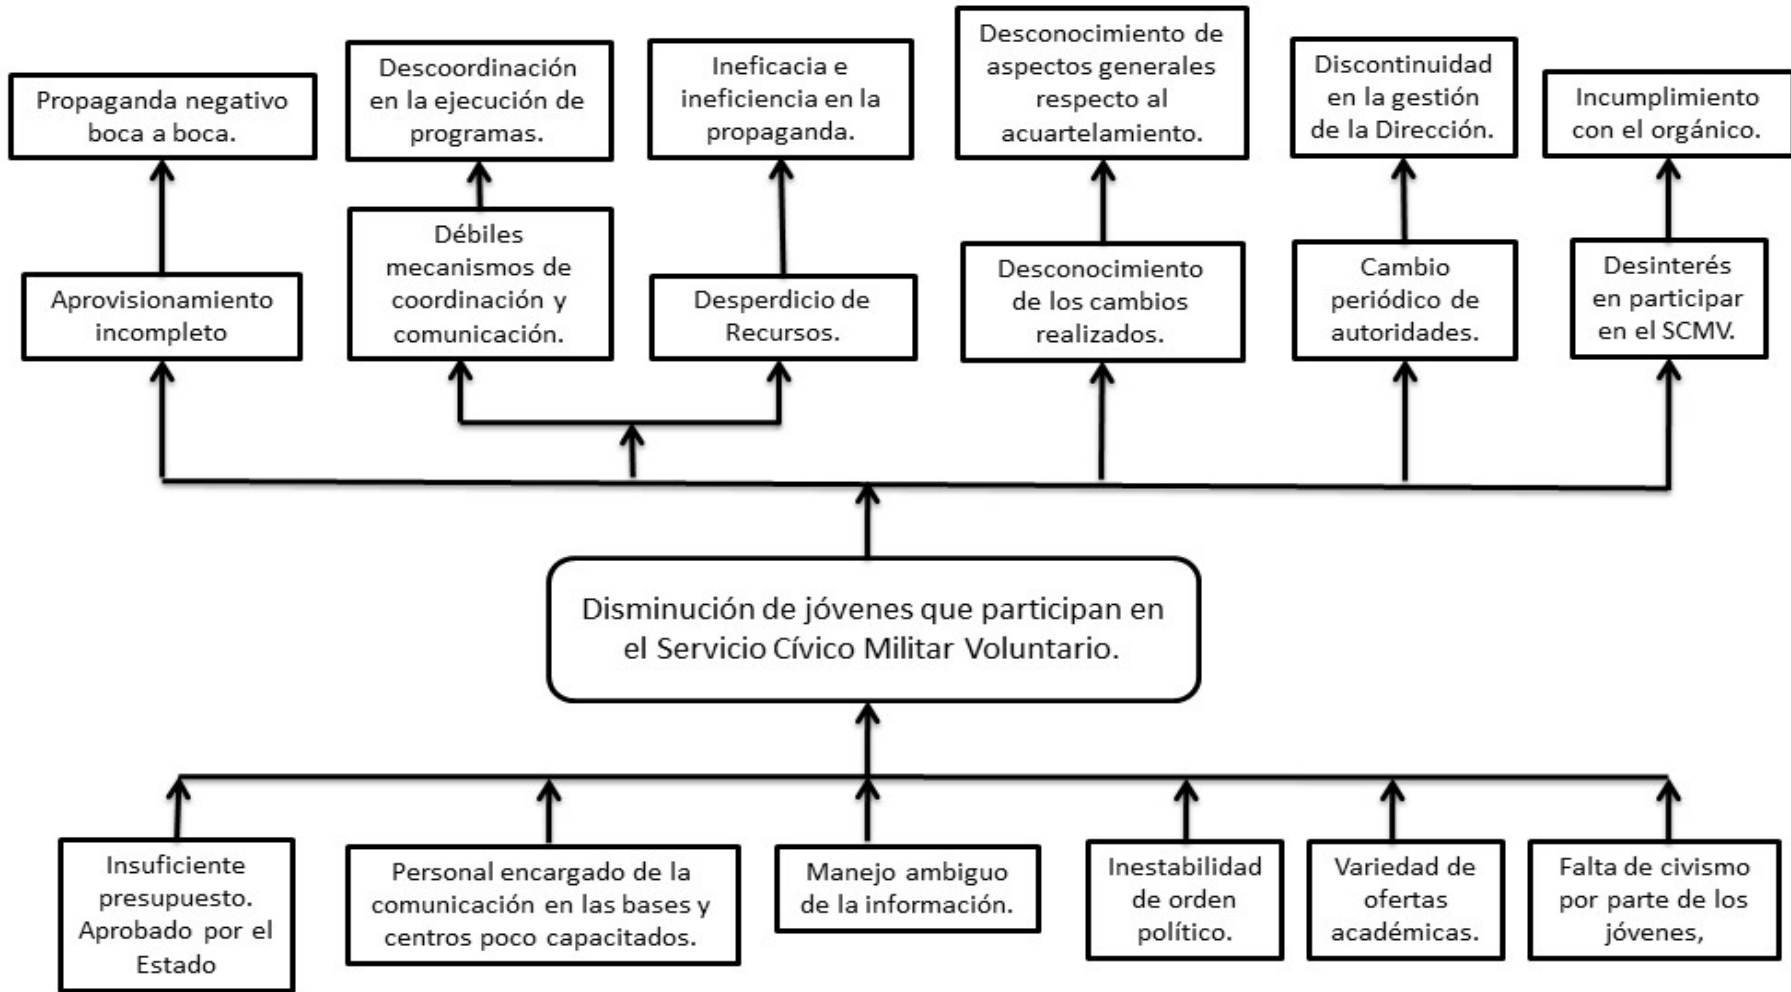 Propaganda negativo
boca a boca.
Descoordinación
en la ejecución de
programas.
Ineficacia e
ineficiencia en la
propaganda.
Desconocimiento de
aspectos generales
respecto al
acuartelamiento.
Discontinuidad
en la gestión
de la Dirección.
Incumplimiento
con el orgánico.
Aprovisionamiento
incompleto
Débiles
mecanismos de
coordinación y
comunicación.
Desperdicio de
Recursos.
Desconocimiento
de los cambios
realizados.
Cambio
periódico de
autoridades.
Desinterés
en participar
en el SCMV.
Disminución de jóvenes que participan en
el Servicio Cívico Militar Voluntario.
Insuficiente
presupuesto.
Aprobado por el
Estado
Personal encargado de la
comunicación en las bases y
centros poco capacitados.
Manejo ambiguo
de la información.
Inestabilidad
de orden
político.
Variedad de
ofertas
académicas.
Falta de civismo
por parte de los
jóvenes,